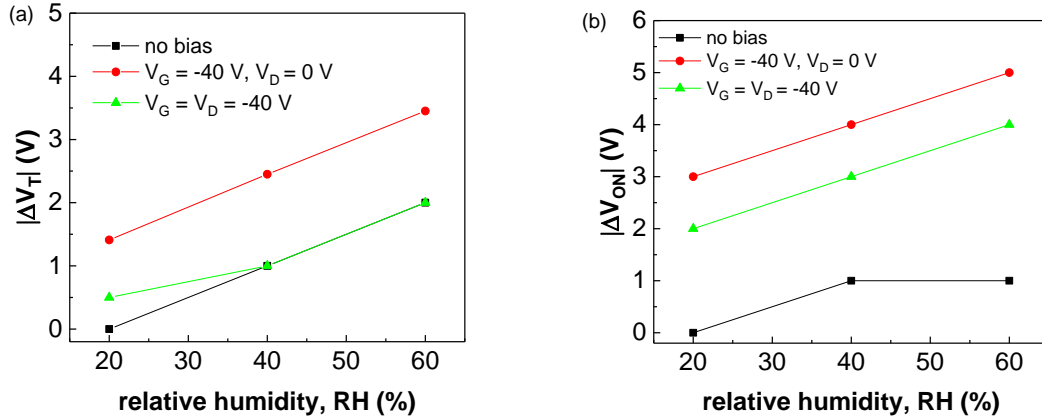 (a)
5
4
3
2
1
0
|ΔV_T| (V)
no bias
V_G = -40 V, V_D = 0 V
V_G = V_D = -40 V
20 30 40 50 60
relative humidity, RH (%)
(b)
6
5
4
3
2
1
0
|ΔV_ON| (V)
no bias
V_G = -40 V, V_D = 0 V
V_G = V_D = -40 V
20 30 40 50 60
relative humidity, RH (%)